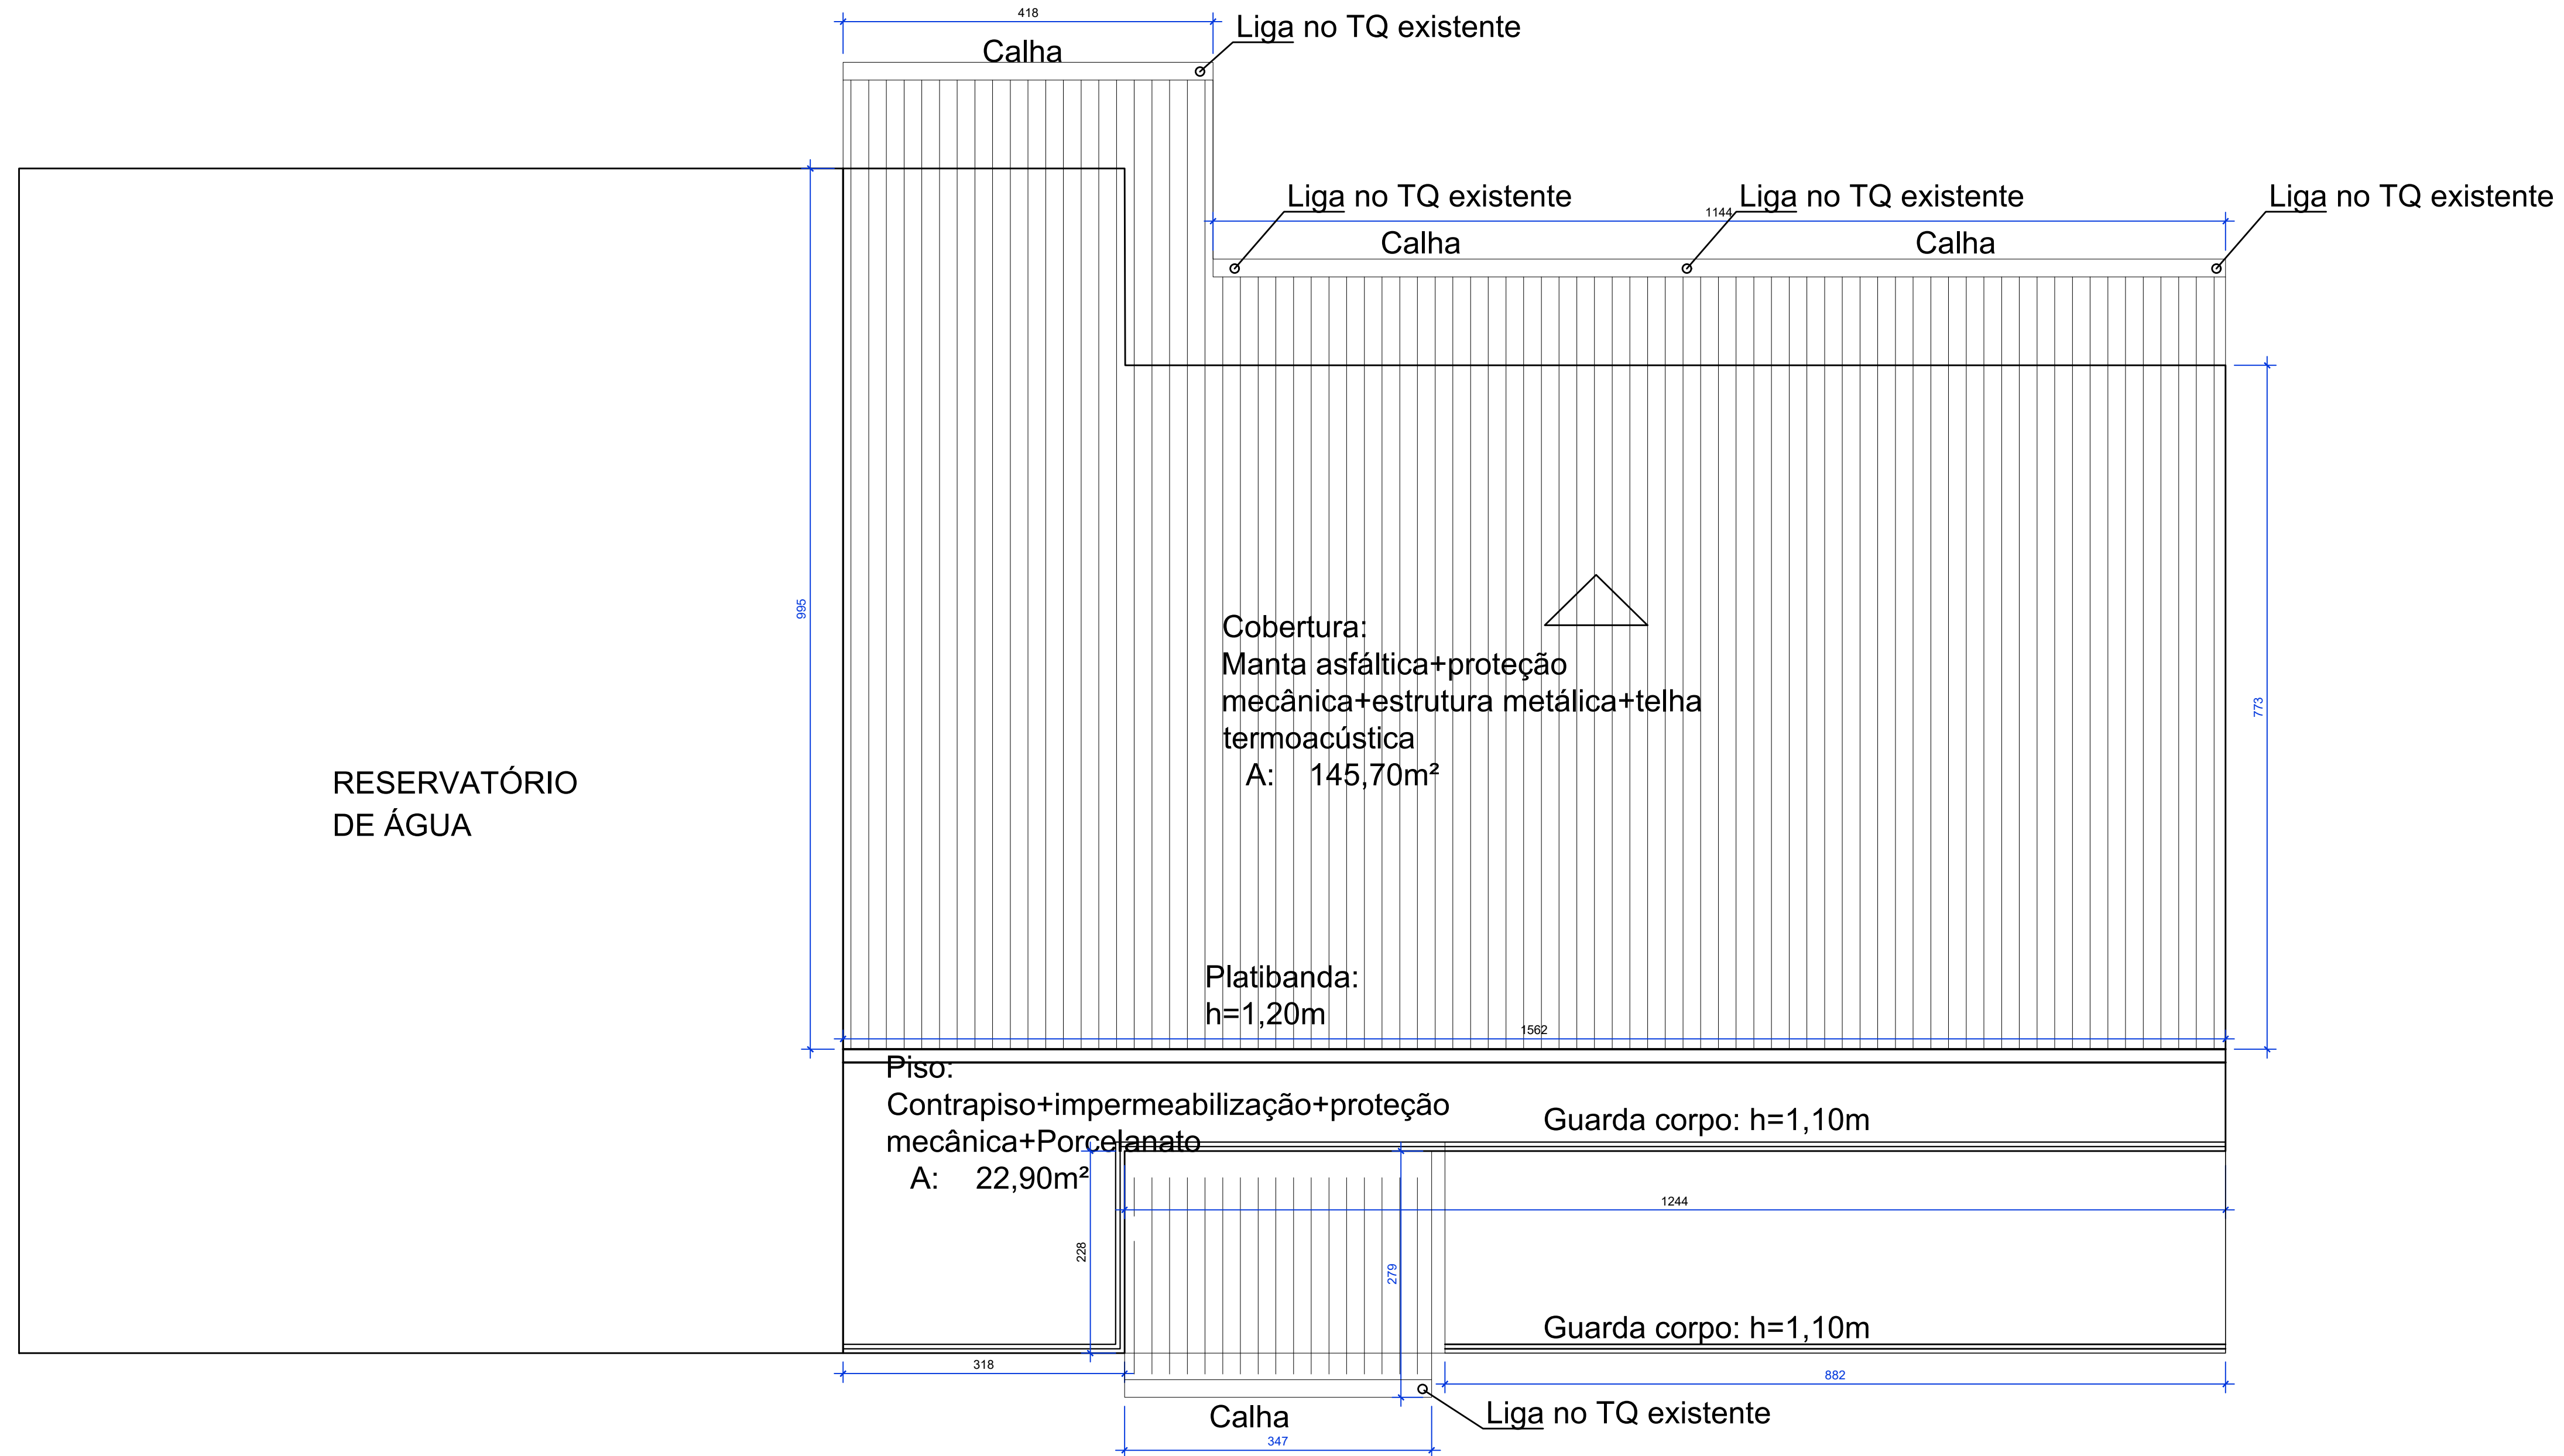 418
Liga no TQ existente
Calha
Liga no TQ existente
Liga no TQ existente
Liga no TQ existente
1144
Calha
Calha
995
Cobertura:
Manta asfáltica+proteção
mecânica+estrutura metálica+telha
termoacústica
A: 145,70m²
773
RESERVATÓRIO
DE ÁGUA
Platibanda:
h=1,20m
1562
Piso:
Contrapiso+impermeabilização+proteção
mecânica+Porcelanato
A: 22,90m²
Guarda corpo: h=1,10m
1244
228
279
Guarda corpo: h=1,10m
318
882
Calha
Liga no TQ existente
347